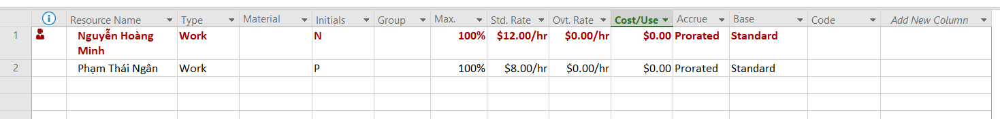 Resource Name Type Material Initials Group Max. Std. Rate Ovt. Rate Cost/Use Accrue Base Code Add New Column
1 Nguyễn Hoàng Minh Work N 100% $12.00/hr $0.00/hr $0.00 Prorated Standard
2 Phạm Thái Ngân Work P 100% $8.00/hr $0.00/hr $0.00 Prorated Standard